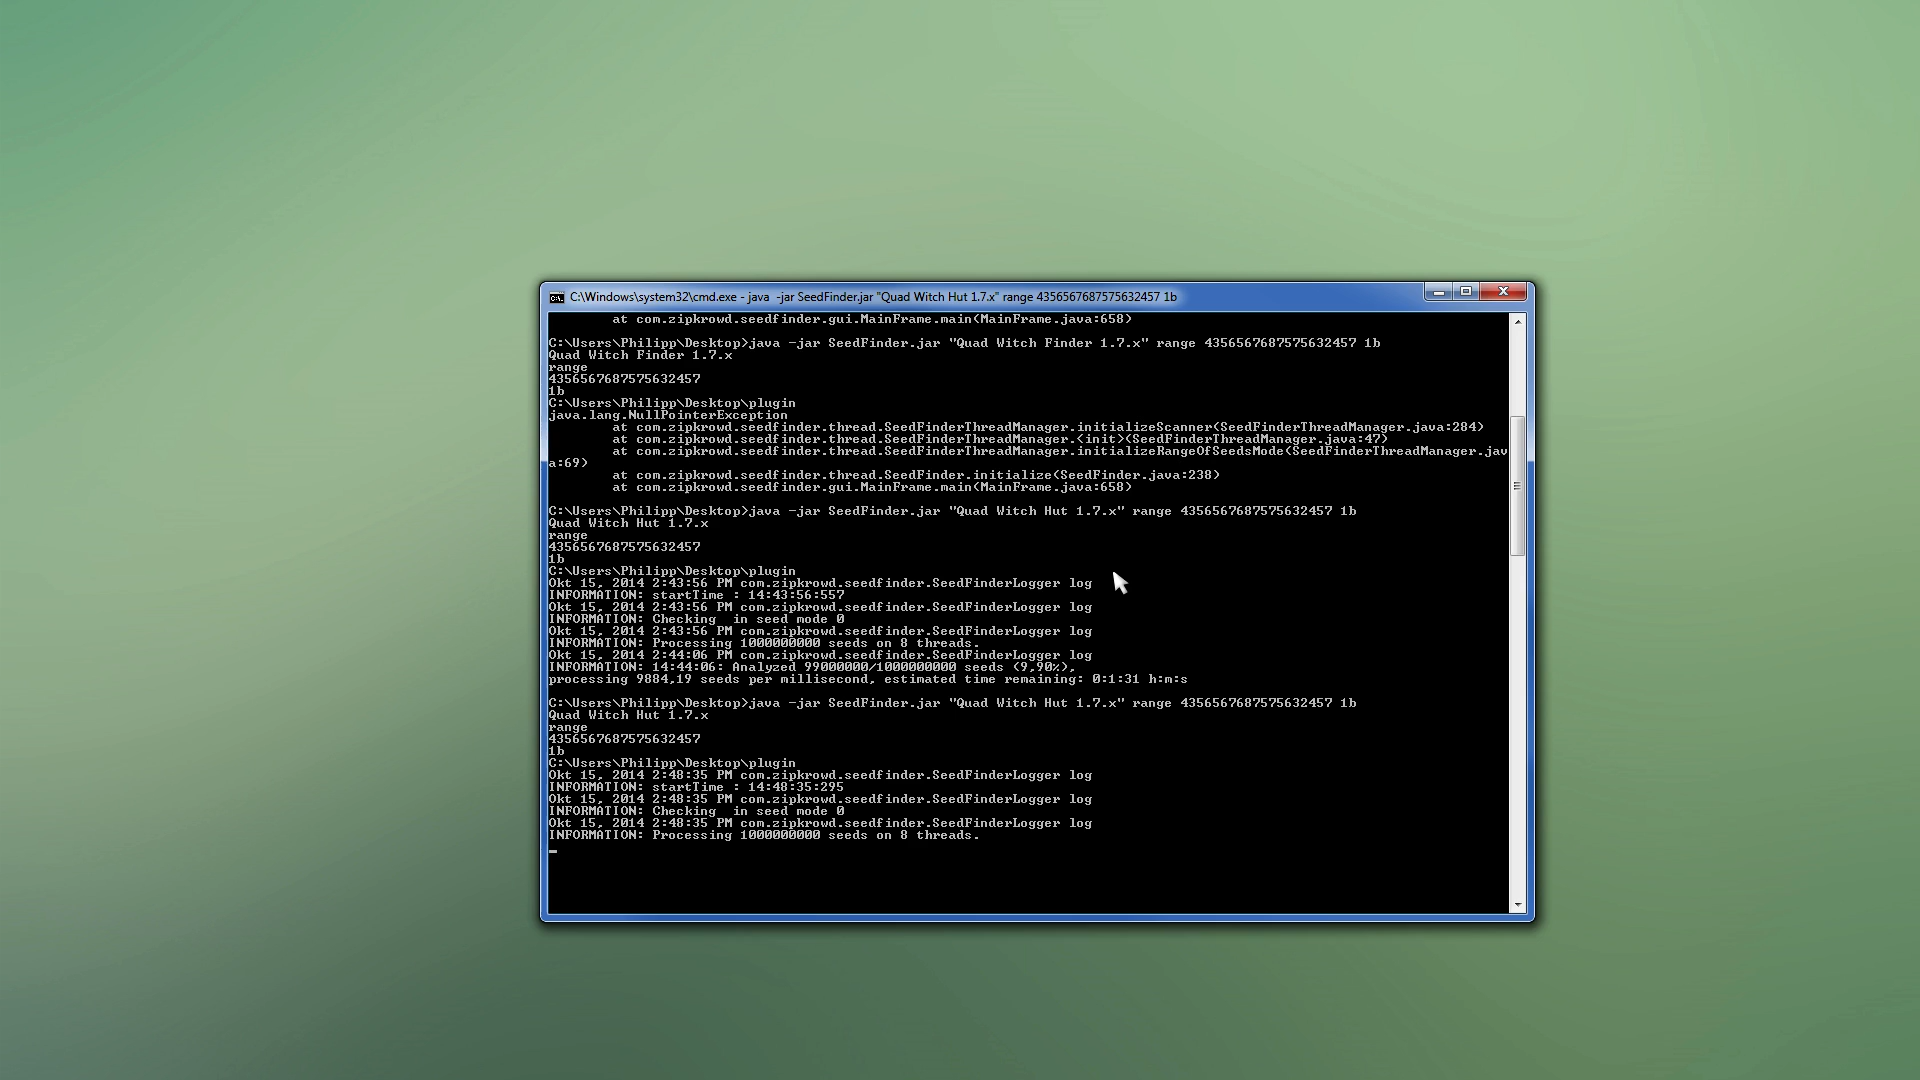 C:\Windows\system32\cmd.exe - java  -jar SeedFinder.jar "Quad Witch Hut 1.7.x" range 4356567687575632457 1b
        at com.zipkrowd.seedfinder.gui.MainFrame.main(MainFrame.java:658)
C:\Users\Philipp\Desktop>java -jar SeedFinder.jar "Quad Witch Finder 1.7.x" range 4356567687575632457 1b
Quad Witch Finder 1.7.x
range
4356567687575632457
1b
C:\Users\Philipp\Desktop\plugin
java.lang.NullPointerException
        at com.zipkrowd.seedfinder.thread.SeedFinderThreadManager.initializeScanner(SeedFinderThreadManager.java:284)
        at com.zipkrowd.seedfinder.thread.SeedFinderThreadManager.<init>(SeedFinderThreadManager.java:47)
        at com.zipkrowd.seedfinder.thread.SeedFinderThreadManager.initializeRangeOfSeedsMode(SeedFinderThreadManager.jav
a:69)
        at com.zipkrowd.seedfinder.SeedFinder.initialize(SeedFinder.java:238)
        at com.zipkrowd.seedfinder.gui.MainFrame.main(MainFrame.java:658)
C:\Users\Philipp\Desktop>java -jar SeedFinder.jar "Quad Witch Hut 1.7.x" range 4356567687575632457 1b
Quad Witch Hut 1.7.x
range
4356567687575632457
1b
C:\Users\Philipp\Desktop\plugin
Okt 15, 2014 2:43:56 PM com.zipkrowd.seedfinder.SeedFinderLogger log
INFORMATION: startTime : 14:43:56:557
Okt 15, 2014 2:43:56 PM com.zipkrowd.seedfinder.SeedFinderLogger log
INFORMATION: Checking  in seed mode 0
Okt 15, 2014 2:43:56 PM com.zipkrowd.seedfinder.SeedFinderLogger log
INFORMATION: Processing 1000000000 seeds on 8 threads.
Okt 15, 2014 2:44:06 PM com.zipkrowd.seedfinder.SeedFinderLogger log
INFORMATION: 14:44:06: Analyzed 99000000/1000000000 seeds (9,90%),
processing 9884,19 seeds per millisecond, estimated time remaining: 0:1:31 h:m:s
C:\Users\Philipp\Desktop>java -jar SeedFinder.jar "Quad Witch Hut 1.7.x" range 4356567687575632457 1b
Quad Witch Hut 1.7.x
range
4356567687575632457
1b
C:\Users\Philipp\Desktop\plugin
Okt 15, 2014 2:48:35 PM com.zipkrowd.seedfinder.SeedFinderLogger log
INFORMATION: startTime : 14:48:35:295
Okt 15, 2014 2:48:35 PM com.zipkrowd.seedfinder.SeedFinderLogger log
INFORMATION: Checking  in seed mode 0
Okt 15, 2014 2:48:35 PM com.zipkrowd.seedfinder.SeedFinderLogger log
INFORMATION: Processing 1000000000 seeds on 8 threads.